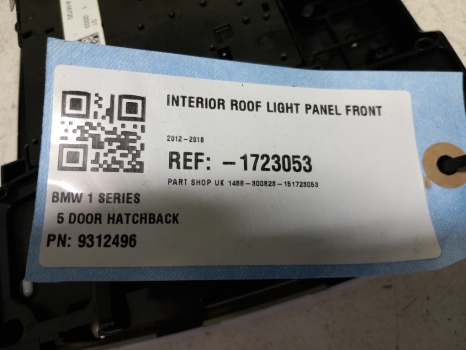 INTERIOR ROOF LIGHT PANEL FRONT
2012-2018
REF: -1723053
PART SHOP UK 1486-300823-151723053
BMW 1 SERIES
5 DOOR HATCHBACK
PN: 9312496